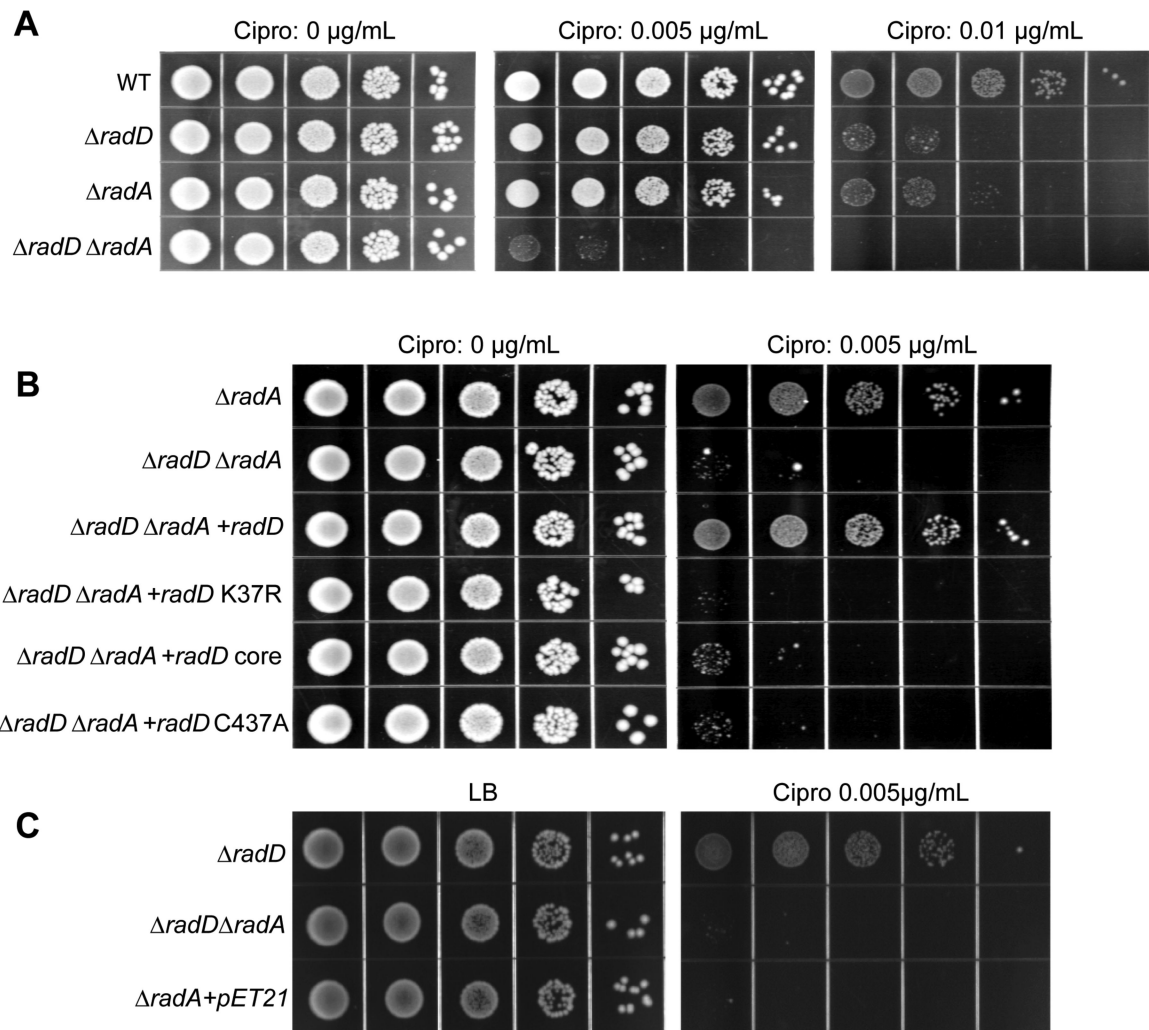 A
Cipro: 0 µg/mL
Cipro: 0.005 µg/mL
Cipro: 0.01 µg/mL
WT
ΔradD
ΔradA
ΔradD ΔradA
B
Cipro: 0 µg/mL
Cipro: 0.005 µg/mL
ΔradA
ΔradD ΔradA
ΔradD ΔradA +radD
ΔradD ΔradA +radD K37R
ΔradD ΔradA +radD core
ΔradD ΔradA +radD C437A
C
LB
Cipro 0.005µg/mL
ΔradD
ΔradDΔradA
ΔradA+pET21